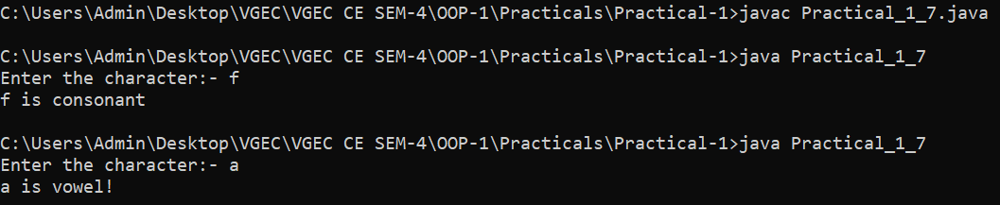 C:\Users\Admin\Desktop\VGEC\VGEC CE SEM-4\OOP-1\Practicals\Practical-1>javac Practical_1_7.java
C:\Users\Admin\Desktop\VGEC\VGEC CE SEM-4\OOP-1\Practicals\Practical-1>java Practical_1_7
Enter the character:- f
f is consonant
C:\Users\Admin\Desktop\VGEC\VGEC CE SEM-4\OOP-1\Practicals\Practical-1>java Practical_1_7
Enter the character:- a
a is vowel!